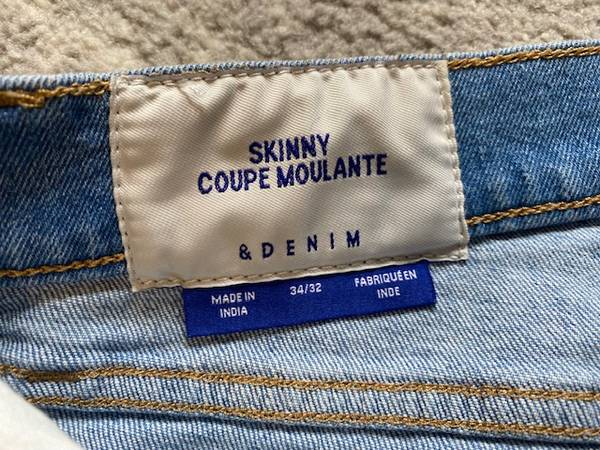 SKINNY
COUPE MOULANTE
& DENIM
MADE IN
INDIA
34/32
FABRIQUÉ EN
INDE